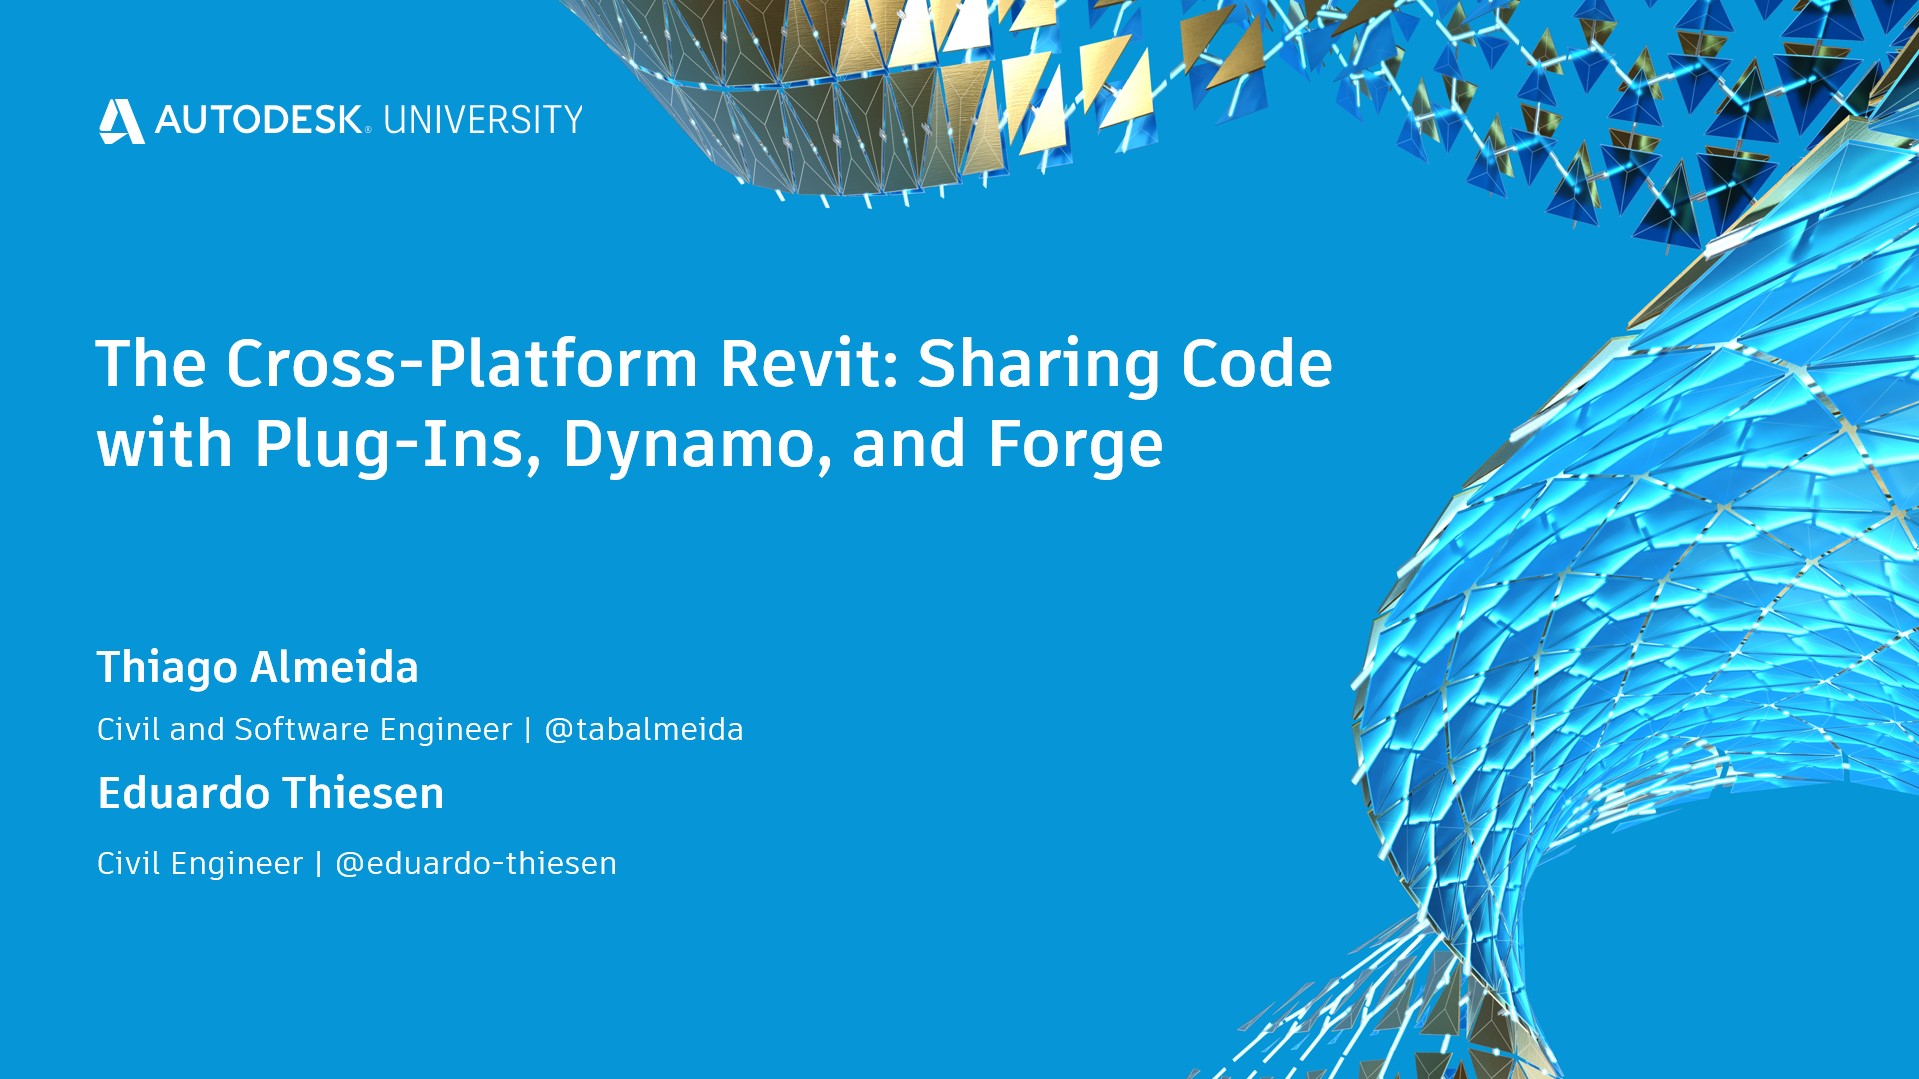 AUTODESK® UNIVERSITY
The Cross-Platform Revit: Sharing Code
with Plug-Ins, Dynamo, and Forge
Thiago Almeida
Civil and Software Engineer | @tabalmeida
Eduardo Thiesen
Civil Engineer | @eduardo-thiesen